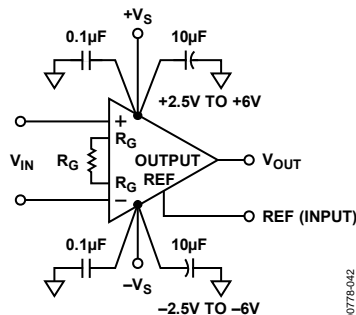 +VS
0.1µF
10µF
+2.5V TO +6V
+
RG
VIN
RG
OUTPUT
VOUT
RG
REF
–
REF (INPUT)
0.1µF
10µF
–VS
–2.5V TO –6V
00778-042